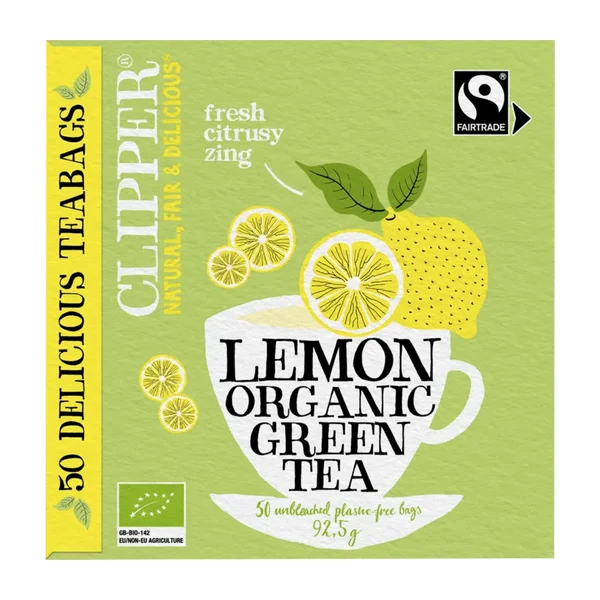 50 DELICIOUS TEABAGS
CLIPPER®
NATURAL, FAIR & DELICIOUS*
fresh
citrusy
zing
®
FAIRTRADE
LEMON
ORGANIC
GREEN
TEA
50 unbleached plastic-free bags
92,5g
GB-BIO-142
EU/NON-EU AGRICULTURE